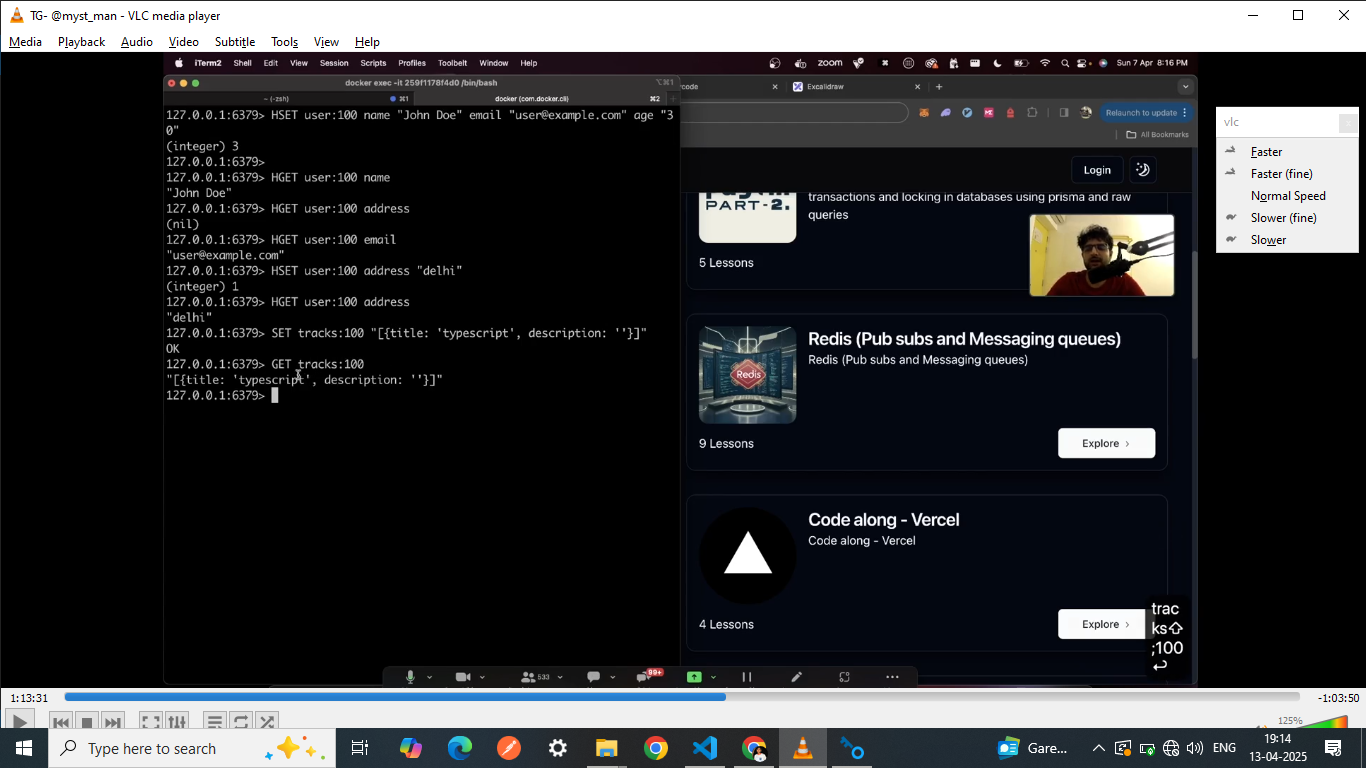 TG- @myst_man - VLC media player
Media Playback Audio Video Subtitle Tools View Help
iTerm2 Shell Edit View Session Scripts Profiles Toolbelt Window Help
zoom
Sun 7 Apr 8:16 PM
docker exec -it 259f1178f4d0 /bin/bash
⌥⌘1
~ (-zsh)
⌘1
docker (com.docker.cli)
⌘2
127.0.0.1:6379> HSET user:100 name "John Doe" email "user@example.com" age "3
0"
(integer) 3
127.0.0.1:6379>
127.0.0.1:6379> HGET user:100 name
"John Doe"
127.0.0.1:6379> HGET user:100 address
(nil)
127.0.0.1:6379> HGET user:100 email
"user@example.com"
127.0.0.1:6379> HSET user:100 address "delhi"
(integer) 1
127.0.0.1:6379> HGET user:100 address
"delhi"
127.0.0.1:6379> SET tracks:100 "[{title: 'typescript', description: ''}]"
OK
127.0.0.1:6379> GET tracks:100
"[{title: 'typescript', description: ''}]"
127.0.0.1:6379>
code
Excalidraw
Relaunch to update
All Bookmarks
Login
PART-2.
transactions and locking in databases using prisma and raw
queries
5 Lessons
Redis
Redis (Pub subs and Messaging queues)
Redis (Pub subs and Messaging queues)
9 Lessons
Explore
Code along - Vercel
Code along - Vercel
4 Lessons
Explore
trac
ks⇧
;100
↩
533
99+
vlc
Faster
Faster (fine)
Normal Speed
Slower (fine)
Slower
1:13:31
-1:03:50
125%
Type here to search
Gare...
ENG
19:14
13-04-2025